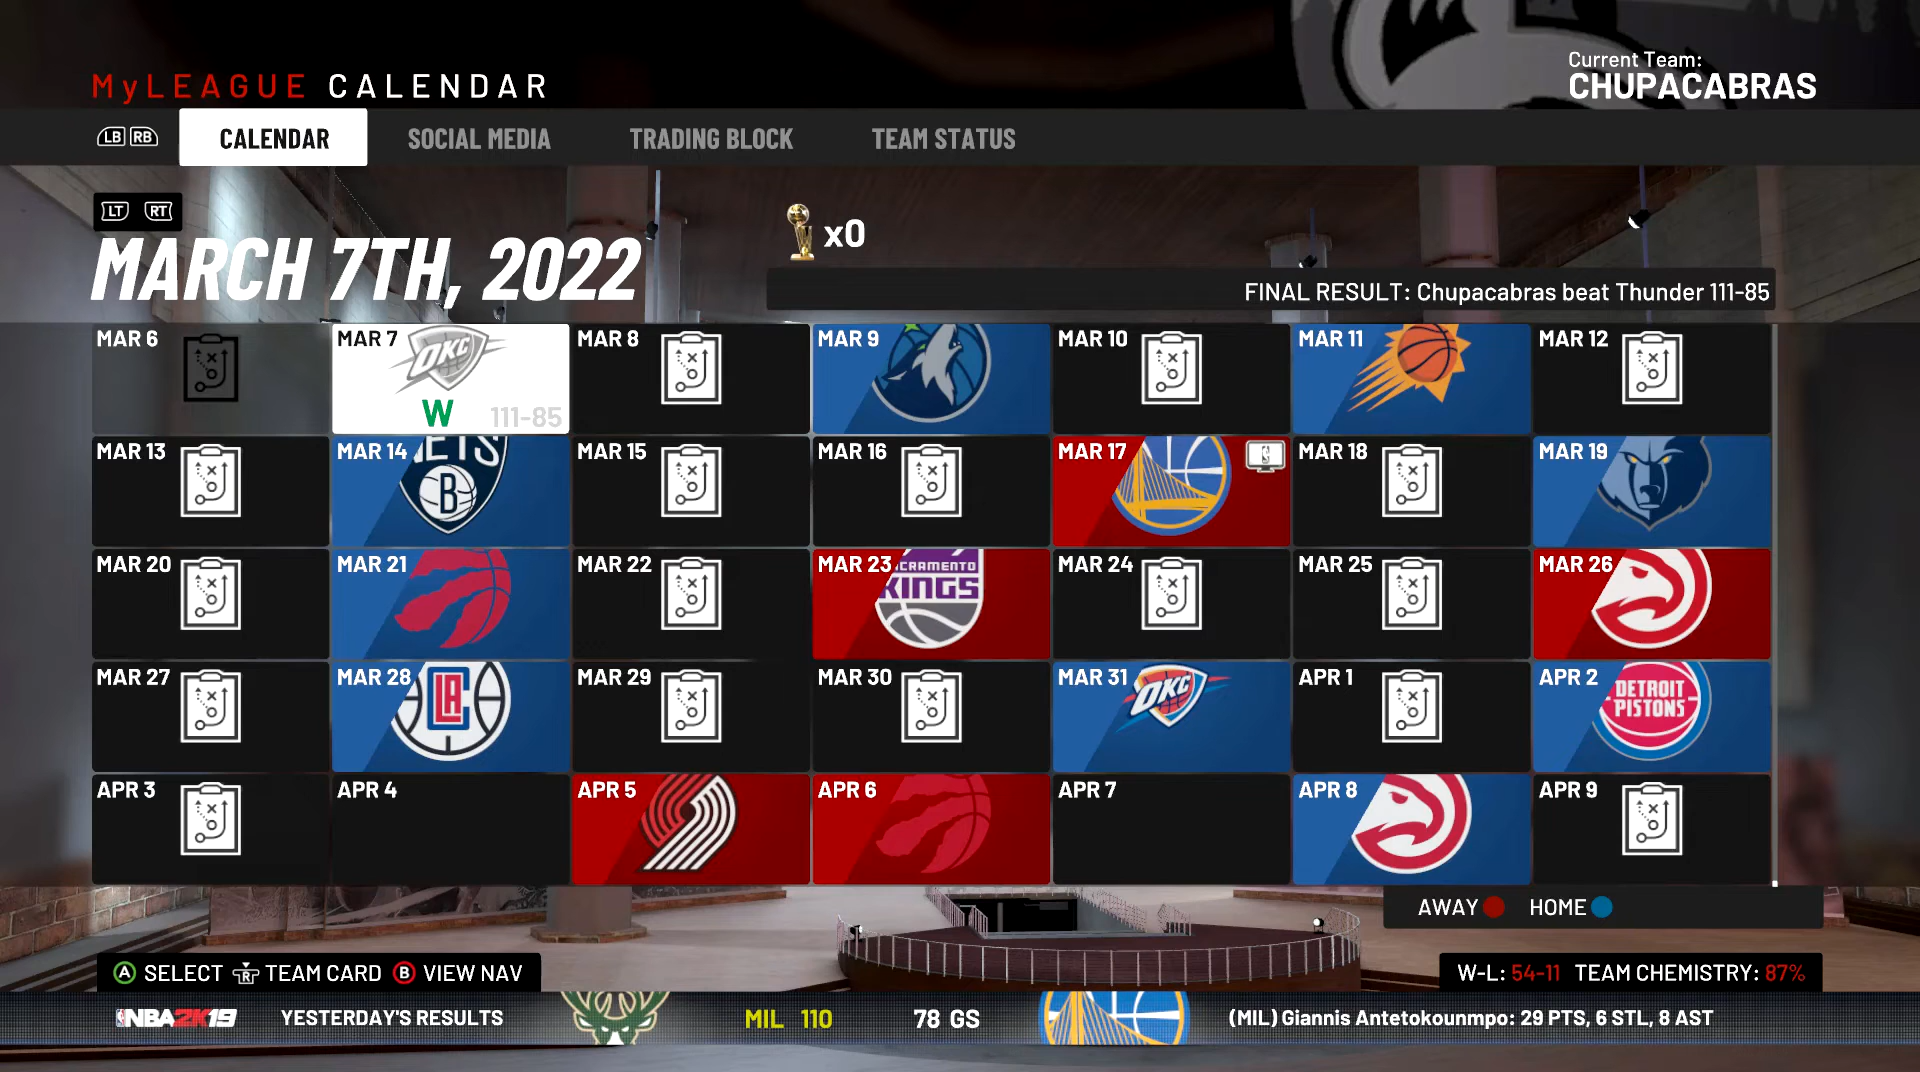 Current Team:
MyLEAGUE CALENDAR
CHUPACABRAS
LB RB CALENDAR SOCIAL MEDIA TRADING BLOCK TEAM STATUS
LT RT
x0
MARCH 7TH, 2022
FINAL RESULT: Chupacabras beat Thunder 111-85
MAR 6 MAR 7 OKC MAR 8 MAR 9 MAR 10 MAR 11 MAR 12
W 111-85
MAR 13 MAR 14 NETS B MAR 15 MAR 16 MAR 17 MAR 18 MAR 19
MAR 20 MAR 21 MAR 22 MAR 23 SACRAMENTO KINGS MAR 24 MAR 25 MAR 26
MAR 27 MAR 28 LA MAR 29 MAR 30 MAR 31 OKC APR 1 APR 2 DETROIT PISTONS
APR 3 APR 4 APR 5 APR 6 APR 7 APR 8 APR 9
AWAY HOME
A SELECT R TEAM CARD B VIEW NAV
W-L: 54-11 TEAM CHEMISTRY: 87%
NBA 2K19 YESTERDAY'S RESULTS MIL 110 78 GS (MIL) Giannis Antetokounmpo: 29 PTS, 6 STL, 8 AST